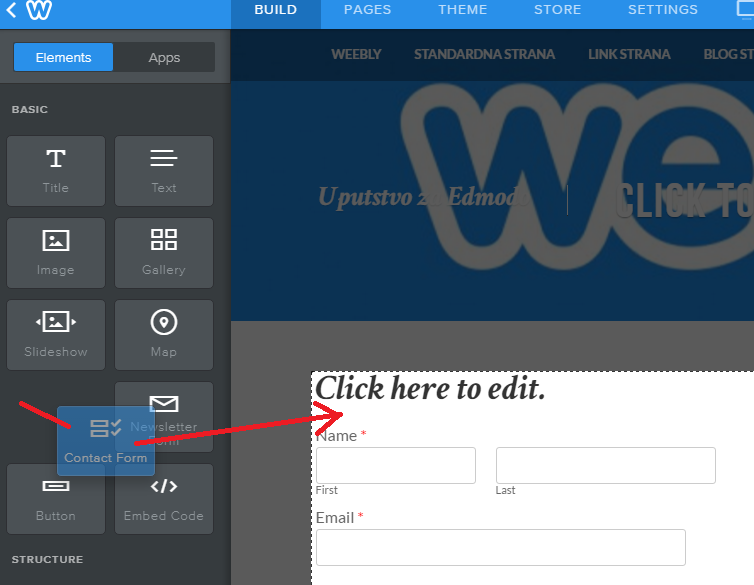 BUILD PAGES THEME STORE SETTINGS
Elements Apps
WEEBLY STANDARDNA STRANA LINK STRANA BLOG ST
BASIC
Title Text
Uputstvo za Edmodo
CLICK TO
Image Gallery
Slideshow Map
Click here to edit.
Newsletter
Form
Contact Form
Name *
First Last
Button Embed Code
Email *
STRUCTURE